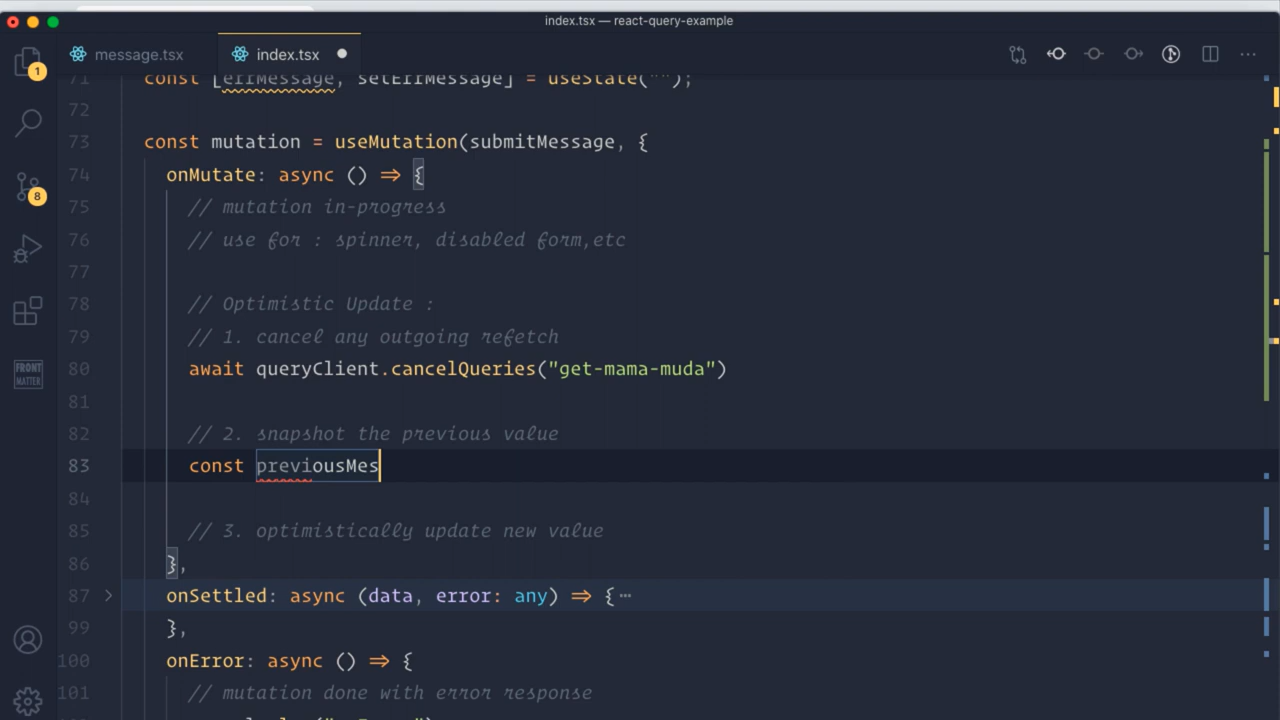 index.tsx — react-query-example
message.tsx
index.tsx
1
8
FRONT
MATTER
71 const [errMessage, setErrMessage] = useState("");
72
73 const mutation = useMutation(submitMessage, {
74 onMutate: async () => {
75 // mutation in-progress
76 // use for : spinner, disabled form,etc
77
78 // Optimistic Update :
79 // 1. cancel any outgoing refetch
80 await queryClient.cancelQueries("get-mama-muda")
81
82 // 2. snapshot the previous value
83 const previousMes
84
85 // 3. optimistically update new value
86 },
87 onSettled: async (data, error: any) => {…
99 },
100 onError: async () => {
101 // mutation done with error response